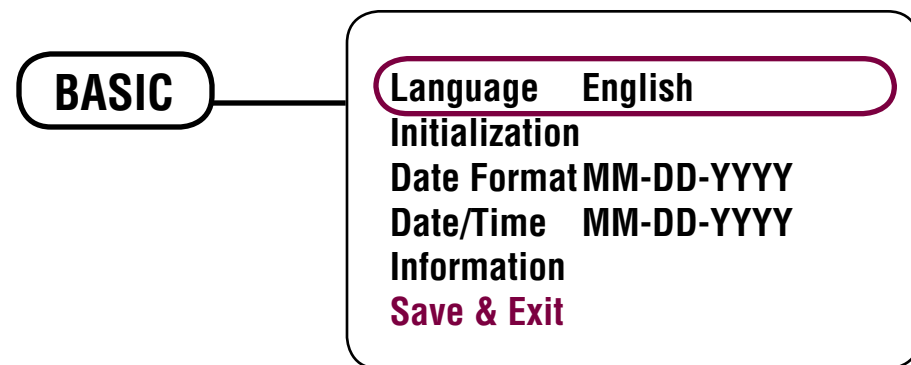 BASIC
Language English
Initialization
Date Format MM-DD-YYYY
Date/Time MM-DD-YYYY
Information
Save & Exit